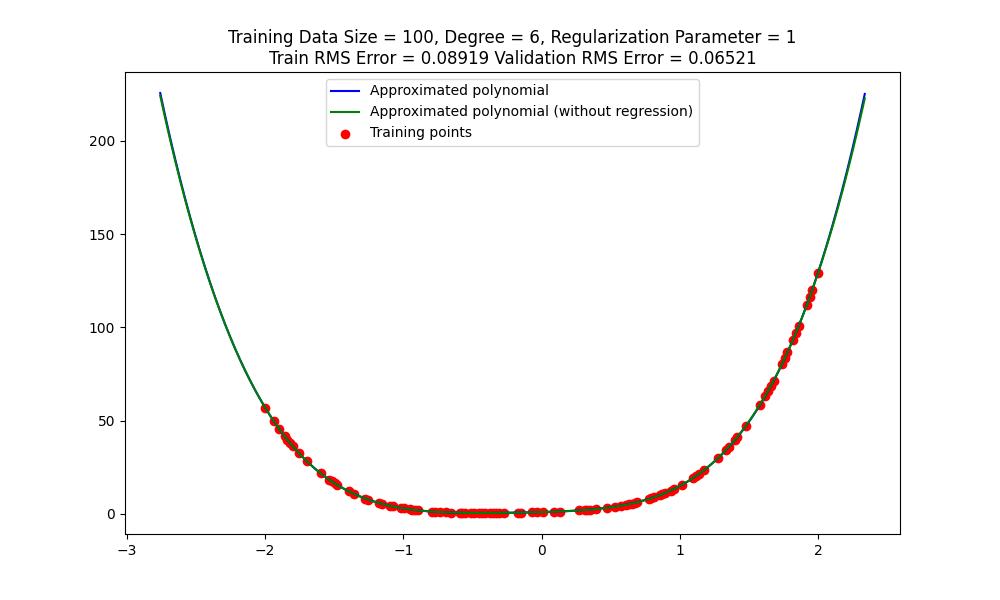 Training Data Size = 100, Degree = 6, Regularization Parameter = 1
Train RMS Error = 0.08919 Validation RMS Error = 0.06521
Approximated polynomial
Approximated polynomial (without regression)
Training points
200
150
100
50
0
−3 −2 −1 0 1 2